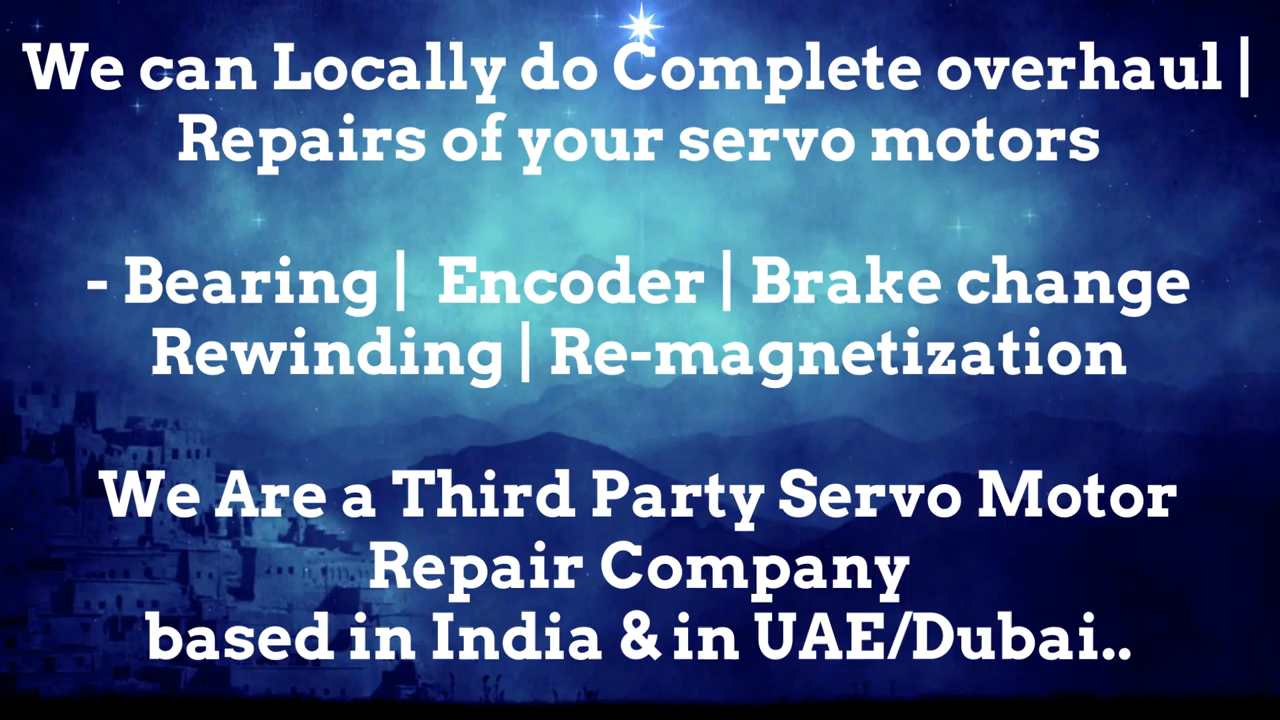 We can Locally do Complete overhaul |
Repairs of your servo motors
- Bearing | Encoder | Brake change
Rewinding | Re-magnetization
We Are a Third Party Servo Motor
Repair Company
based in India & in UAE/Dubai..